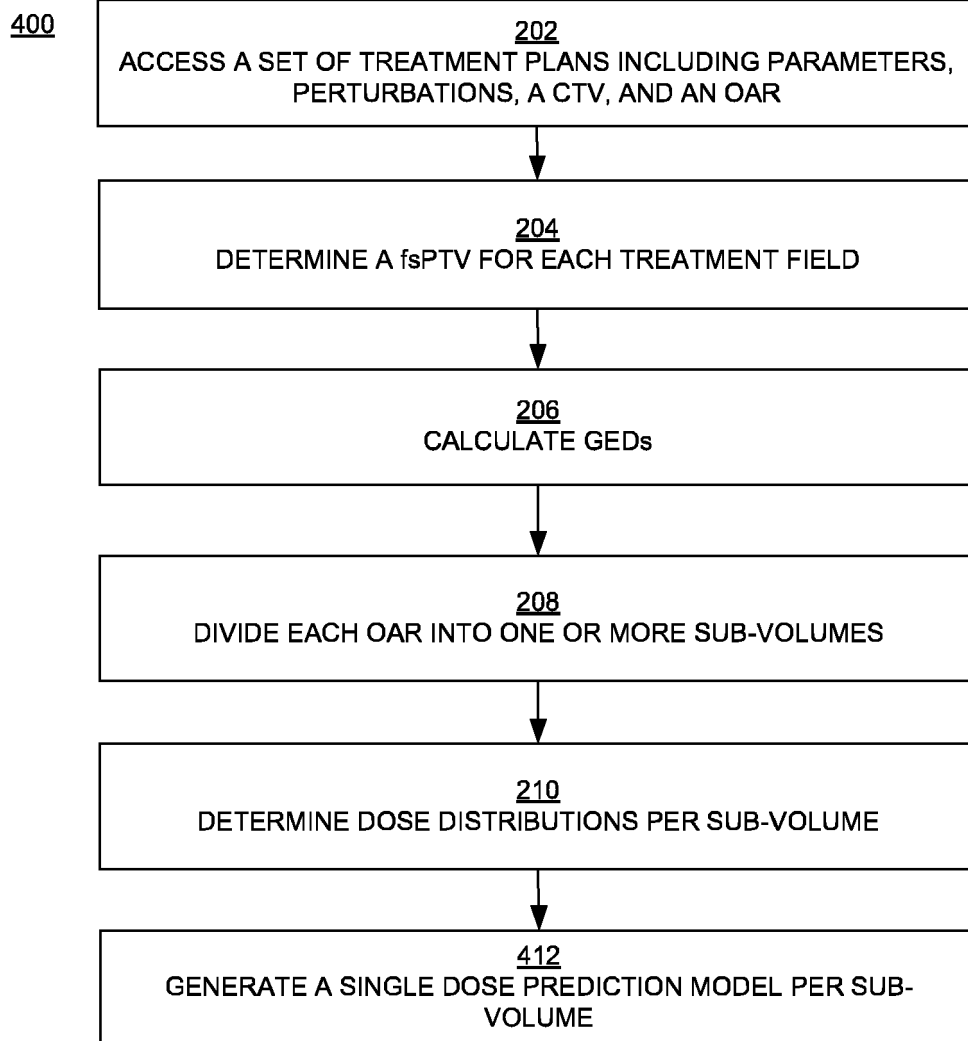 400
202
ACCESS A SET OF TREATMENT PLANS INCLUDING PARAMETERS,
PERTURBATIONS, A CTV, AND AN OAR
204
DETERMINE A fsPTV FOR EACH TREATMENT FIELD
206
CALCULATE GEDs
208
DIVIDE EACH OAR INTO ONE OR MORE SUB-VOLUMES
210
DETERMINE DOSE DISTRIBUTIONS PER SUB-VOLUME
412
GENERATE A SINGLE DOSE PREDICTION MODEL PER SUB-
VOLUME